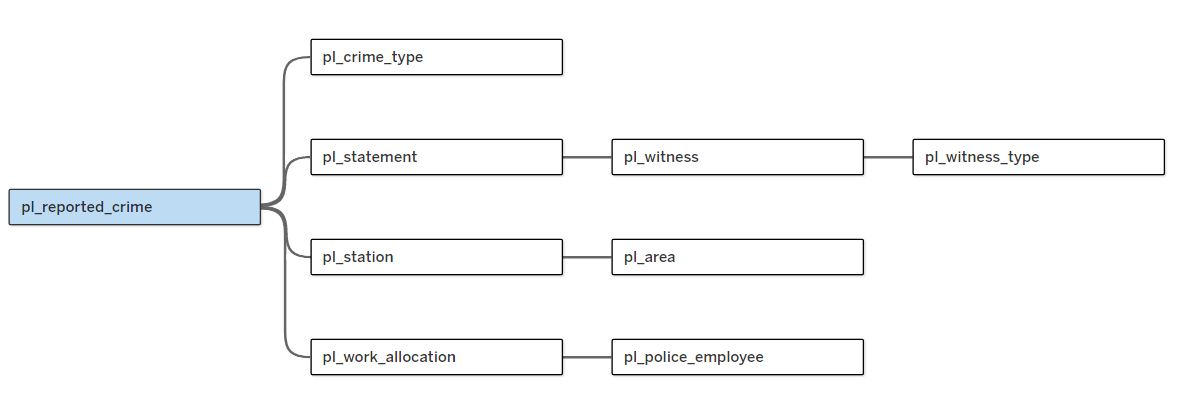 pl_crime_type
pl_statement
pl_witness
pl_witness_type
pl_reported_crime
pl_station
pl_area
pl_work_allocation
pl_police_employee